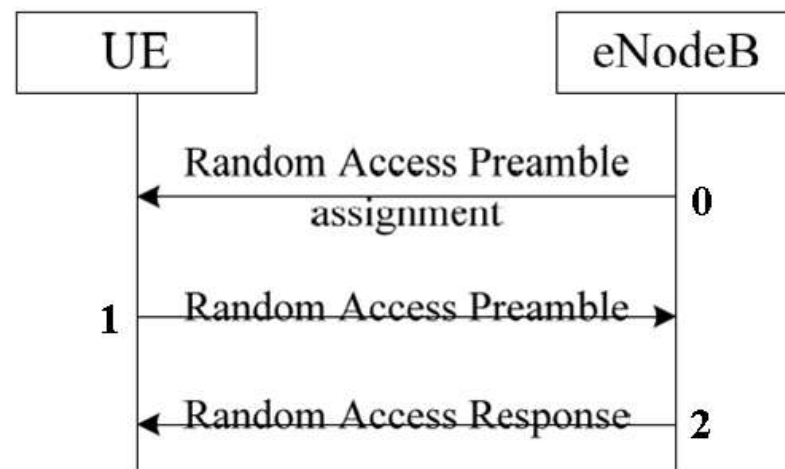 UE
eNodeB
Random Access Preamble
assignment
0
1
Random Access Preamble
Random Access Response
2